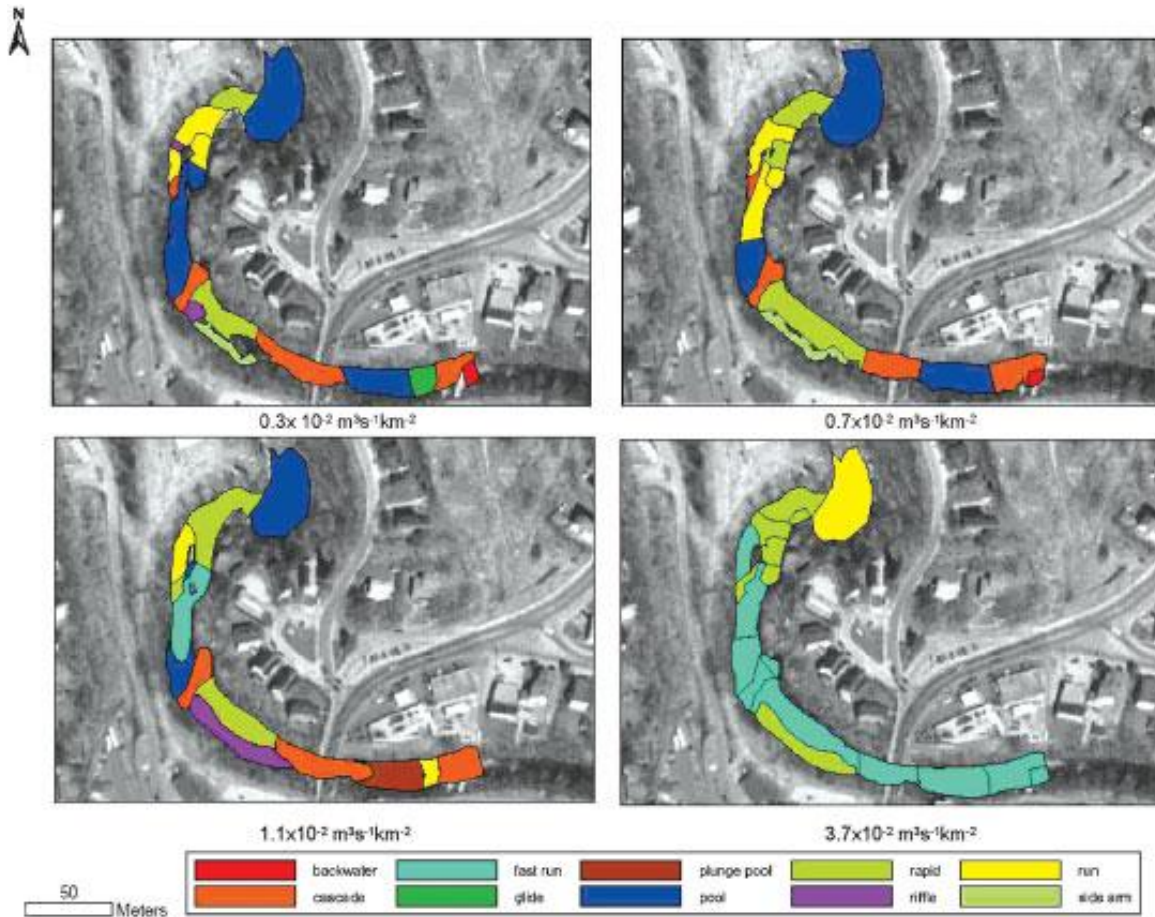 N
0.3x 10⁻² m³s⁻¹km⁻²
0.7x10⁻² m³s⁻¹km⁻²
1.1x10⁻² m³s⁻¹km⁻²
3.7x10⁻² m³s⁻¹km⁻²
backwater fast run plunge pool rapid run
cascade glide pool riffle side arm
50
Meters